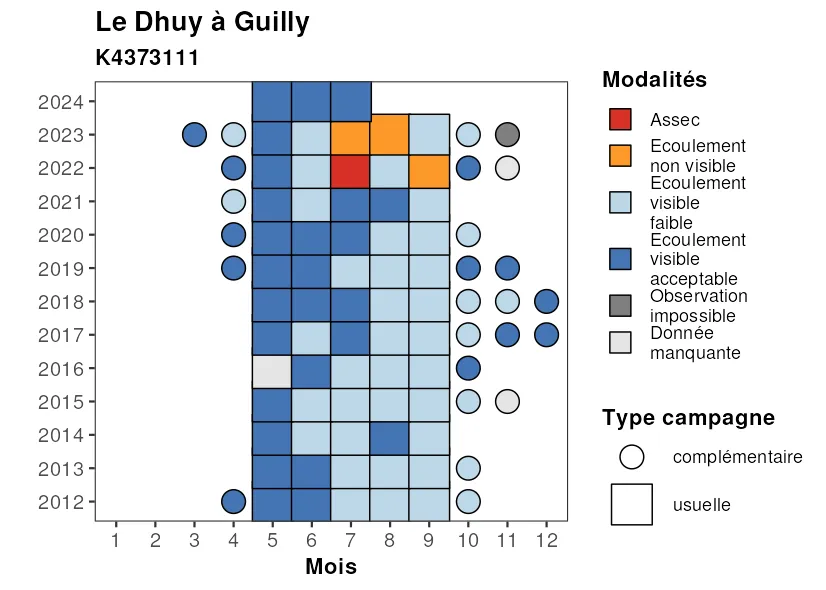 Le Dhuy à Guilly
K4373111
2024
2023
2022
2021
2020
2019
2018
2017
2016
2015
2014
2013
2012
1 2 3 4 5 6 7 8 9 10 11 12
Mois
Modalités
Assec
Ecoulement
non visible
Ecoulement
visible
faible
Ecoulement
visible
acceptable
Observation
impossible
Donnée
manquante
Type campagne
complémentaire
usuelle